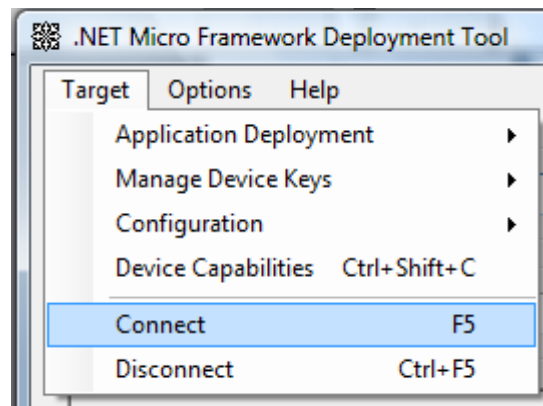 .NET Micro Framework Deployment Tool
Target Options Help
Application Deployment
Manage Device Keys
Configuration
Device Capabilities Ctrl+Shift+C
Connect F5
Disconnect Ctrl+F5